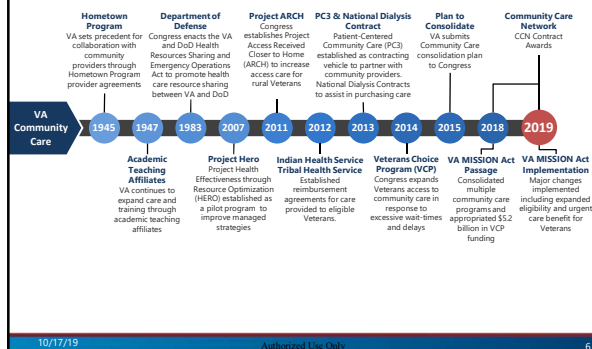 Hometown
Program
VA sets precedent for
collaboration with
community
providers through
Hometown Program
provider agreements
Department of
Defense
Congress enacts the VA
and DoD Health
Resources Sharing and
Emergency Operations
Act to promote health
care resource sharing
between VA and DoD
Project ARCH
Congress
establishes Project
Access Received
Closer to Home
(ARCH) to increase
access care for
rural Veterans
PC3 & National Dialysis
Contract
Patient-Centered
Community Care (PC3)
established as contracting
vehicle to partner with
community providers.
National Dialysis Contracts
to assist in purchasing care
Plan to
Consolidate
VA submits
Community Care
consolidation plan
to Congress
Community Care
Network
CCN Contract
Awards
VA
Community
Care
1945
1947
1983
2007
2011
2012
2013
2014
2015
2018
2019
Academic
Teaching
Affiliates
VA continues to
expand care and
training through
academic teaching
affiliates
Project Hero
Project Health
Effectiveness through
Resource Optimization
(HERO) established as
a pilot program to
improve managed
strategies
Indian Health Service
Tribal Health Service
Established
reimbursement
agreements for care
provided to eligible
Veterans.
Veterans Choice
Program (VCP)
Congress expands
Veterans access to
community care in
response to
excessive wait-times
and delays
VA MISSION Act
Passage
Consolidated
multiple
community care
programs and
appropriated $5.2
billion in VCP
funding
VA MISSION Act
Implementation
Major changes
implemented
including expanded
eligibility and urgent
care benefit for
Veterans
10/17/19
Authorized Use Only
6